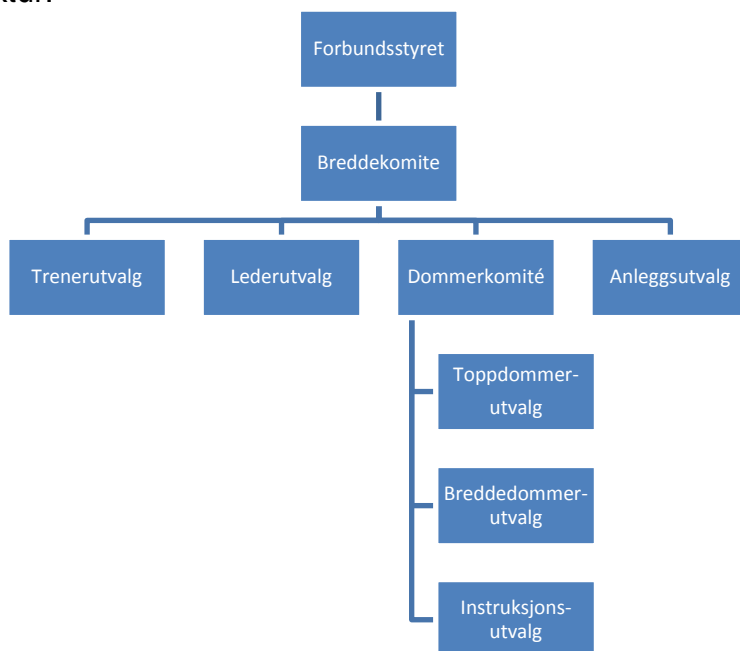 Forbundsstyret
Breddekomite
Trenerutvalg
Lederutvalg
Dommerkomité
Anleggsutvalg
Toppdommer-
utvalg
Breddedommer-
utvalg
Instruksjons-
utvalg